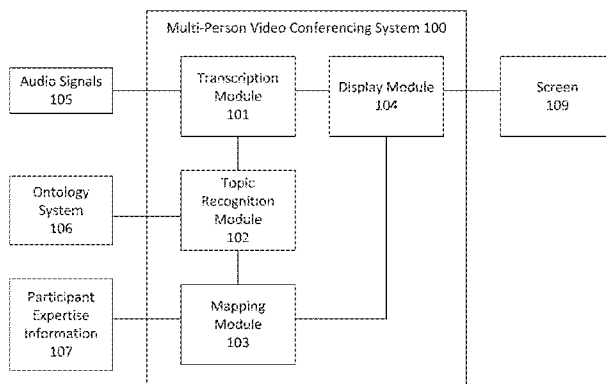 Multi-Person Video Conferencing System 100
Audio Signals
105
Transcription
Module
101
Display Module
104
Screen
109
Ontology
System
106
Topic
Recognition
Module
102
Participant
Expertise
Information
107
Mapping
Module
103